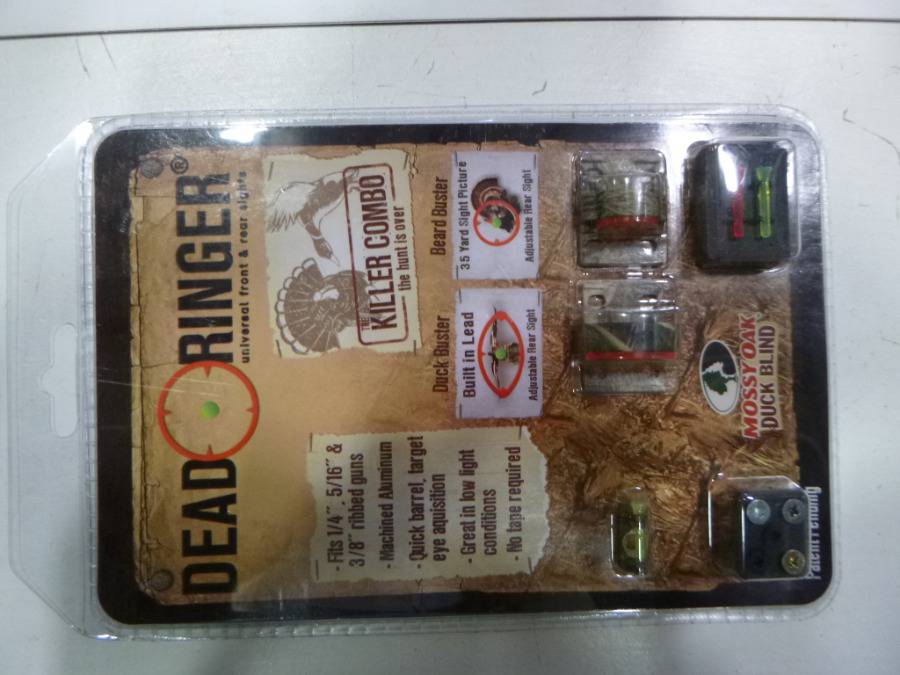 DEAD RINGER®
universal front & rear sights
THE
KILLER COMBO
the hunt is over
Duck Buster
Built in Lead
Adjustable Rear Sight
Beard Buster
35 Yard Sight Picture
Adjustable Rear Sight
- Fits 1/4", 5/16" &
3/8" ribbed guns
- Machined Aluminum
- Quick barrel, target
eye aquisition
- Great in low light
conditions
- No tape required
MOSSY OAK
DUCK BLIND
Patent Pending